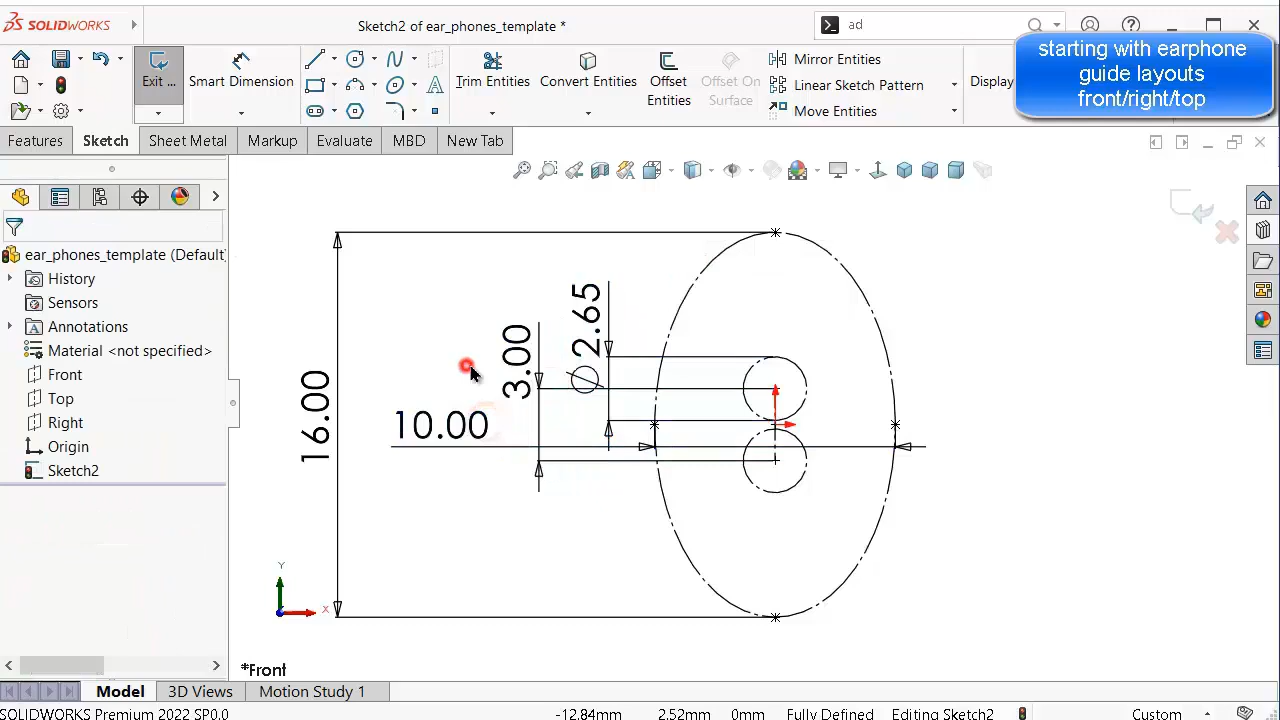 SOLIDWORKS
Sketch2 of ear_phones_template *
ad
starting with earphone
guide layouts
front/right/top
Exit ...
Smart Dimension
Trim Entities
Convert Entities
Offset
Entities
Offset On
Surface
Mirror Entities
Linear Sketch Pattern
Move Entities
Display
Features
Sketch
Sheet Metal
Markup
Evaluate
MBD
New Tab
ear_phones_template (Default)
History
Sensors
Annotations
Material <not specified>
Front
Top
Right
Origin
Sketch2
16.00
10.00
3.00
∅2.65
Y
X
*Front
Model
3D Views
Motion Study 1
SOLIDWORKS Premium 2022 SP0.0
-2.84mm
2.52mm
0mm
Fully Defined
Editing Sketch2
Custom